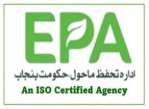 EPA
ادارہ تحفظ ماحول، حکومت پنجاب
An ISO Certified Agency